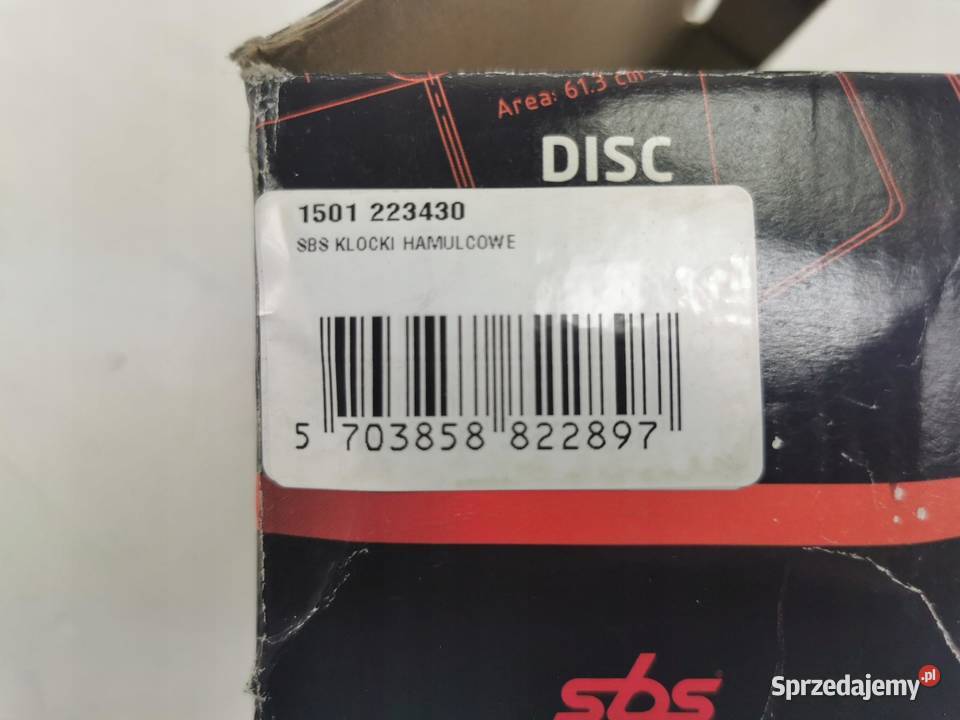 Area: 61.3 cm
DISC
1501 223430
SBS KLOCKI HAMULCOWE
5 703858 822897
sbs
Sprzedajemy.pl